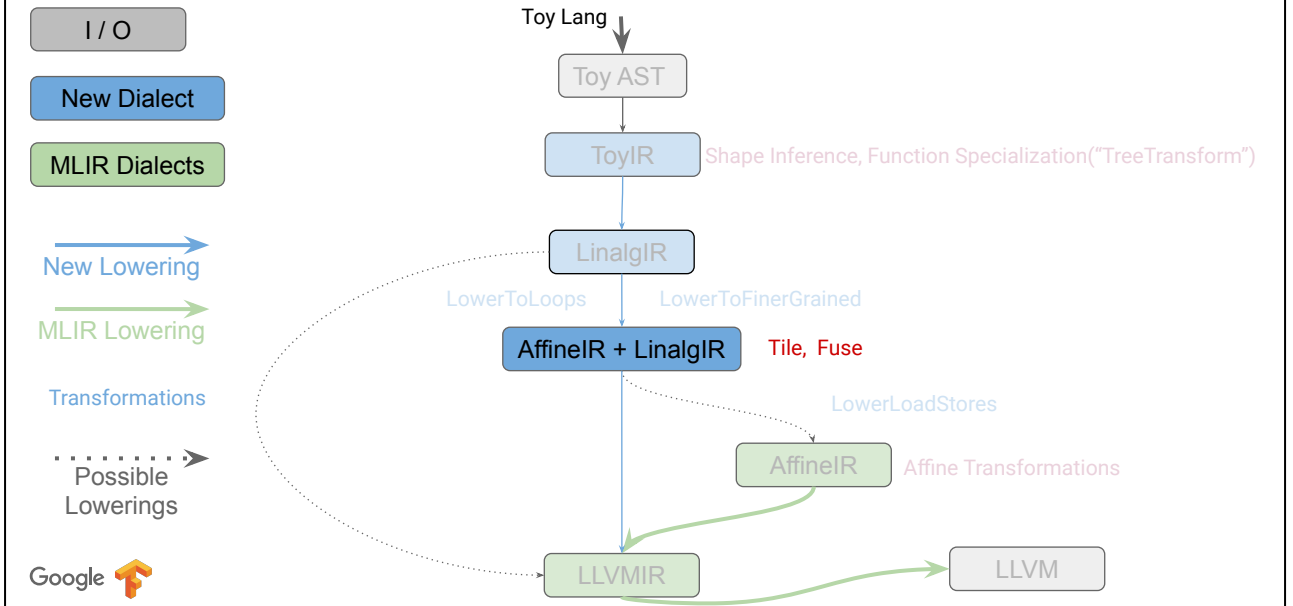 Toy Lang
I / O
Toy AST
New Dialect
ToyIR
Shape Inference, Function Specialization(“TreeTransform”)
MLIR Dialects
LinalgIR
New Lowering
LowerToLoops
LowerToFinerGrained
MLIR Lowering
AffineIR + LinalgIR
Tile, Fuse
Transformations
LowerLoadStores
AffineIR
Affine Transformations
Possible
Lowerings
LLVMIR
LLVM
Google